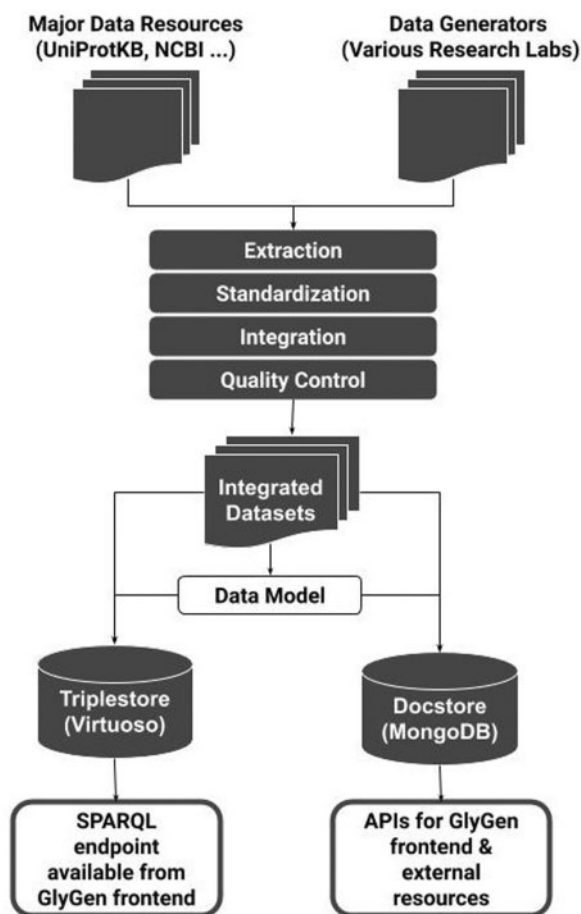 Major Data Resources
(UniProtKB, NCBI ...)
Data Generators
(Various Research Labs)
Extraction
Standardization
Integration
Quality Control
Integrated
Datasets
Data Model
Triplestore
(Virtuoso)
Docstore
(MongoDB)
SPARQL
endpoint
available from
GlyGen frontend
APIs for GlyGen
frontend &
external
resources